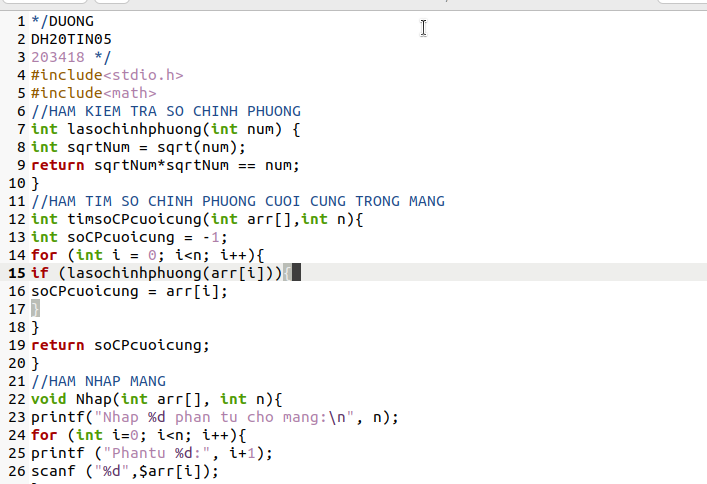 1 */DUONG
2 DH20TIN05
3 203418 */
4 #include<stdio.h>
5 #include<math>
6 //HAM KIEM TRA SO CHINH PHUONG
7 int lasochinhphuong(int num) {
8 int sqrtNum = sqrt(num);
9 return sqrtNum*sqrtNum == num;
10 }
11 //HAM TIM SO CHINH PHUONG CUOI CUNG TRONG MANG
12 int timsoCPcuoicung(int arr[],int n){
13 int soCPcuoicung = -1;
14 for (int i = 0; i<n; i++){
15 if (lasochinhphuong(arr[i])){
16 soCPcuoicung = arr[i];
17 }
18 }
19 return soCPcuoicung;
20 }
21 //HAM NHAP MANG
22 void Nhap(int arr[], int n){
23 printf("Nhap %d phan tu cho mang:\n", n);
24 for (int i=0; i<n; i++){
25 printf ("Phantu %d:", i+1);
26 scanf ("%d",$arr[i]);